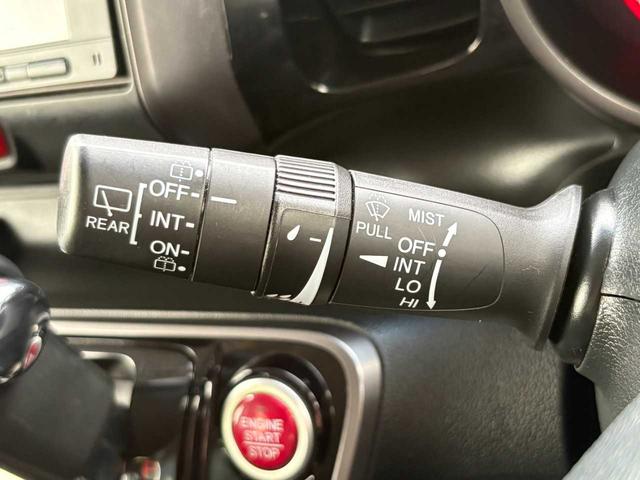 REAR
OFF
INT
ON
PULL
MIST
OFF
INT
LO
HI
ENGINE
START
STOP